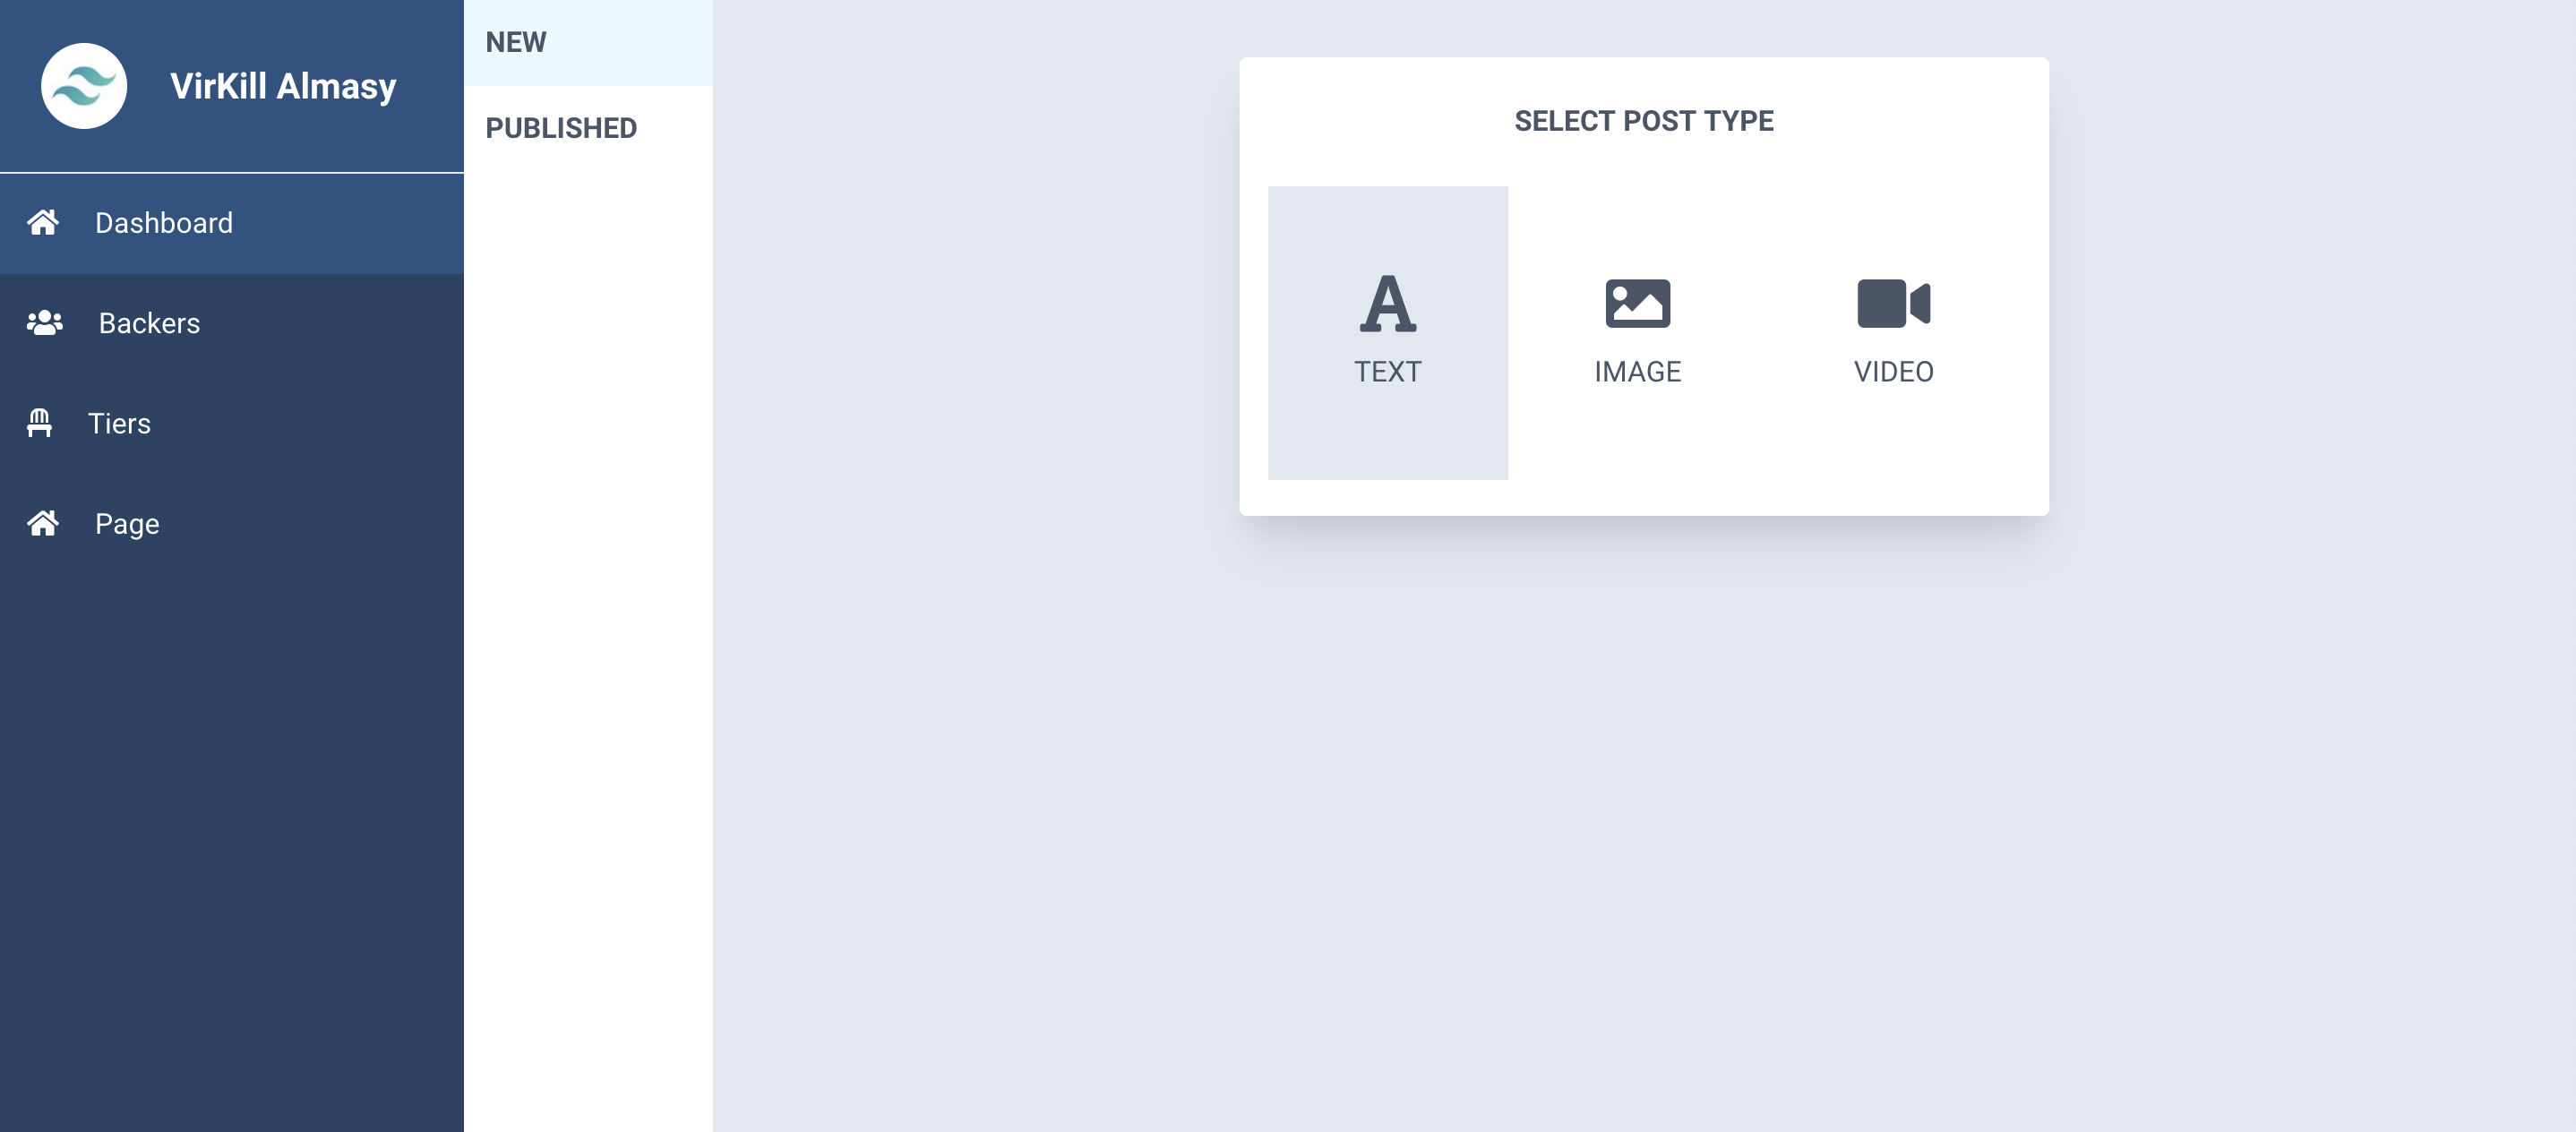 VirKill Almasy
Dashboard
Backers
Tiers
Page
NEW
PUBLISHED
SELECT POST TYPE
TEXT
IMAGE
VIDEO